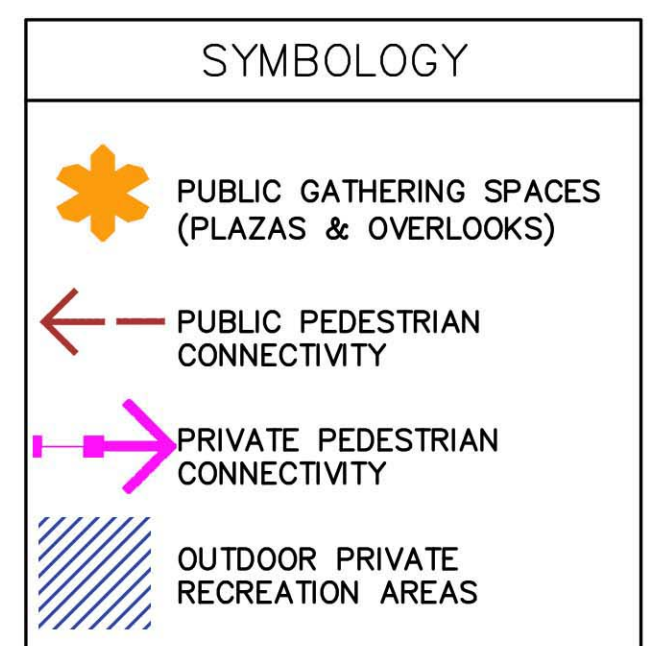 SYMBOLOGY
PUBLIC GATHERING SPACES
(PLAZAS & OVERLOOKS)
PUBLIC PEDESTRIAN
CONNECTIVITY
PRIVATE PEDESTRIAN
CONNECTIVITY
OUTDOOR PRIVATE
RECREATION AREAS